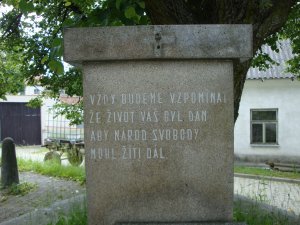 VŽDY BUDEME VZPOMÍNAT
ŽE ŽIVOT VÁŠ BYL DÁN
ABY NÁROD SVOBODY
MOHL ŽÍTI DÁL.